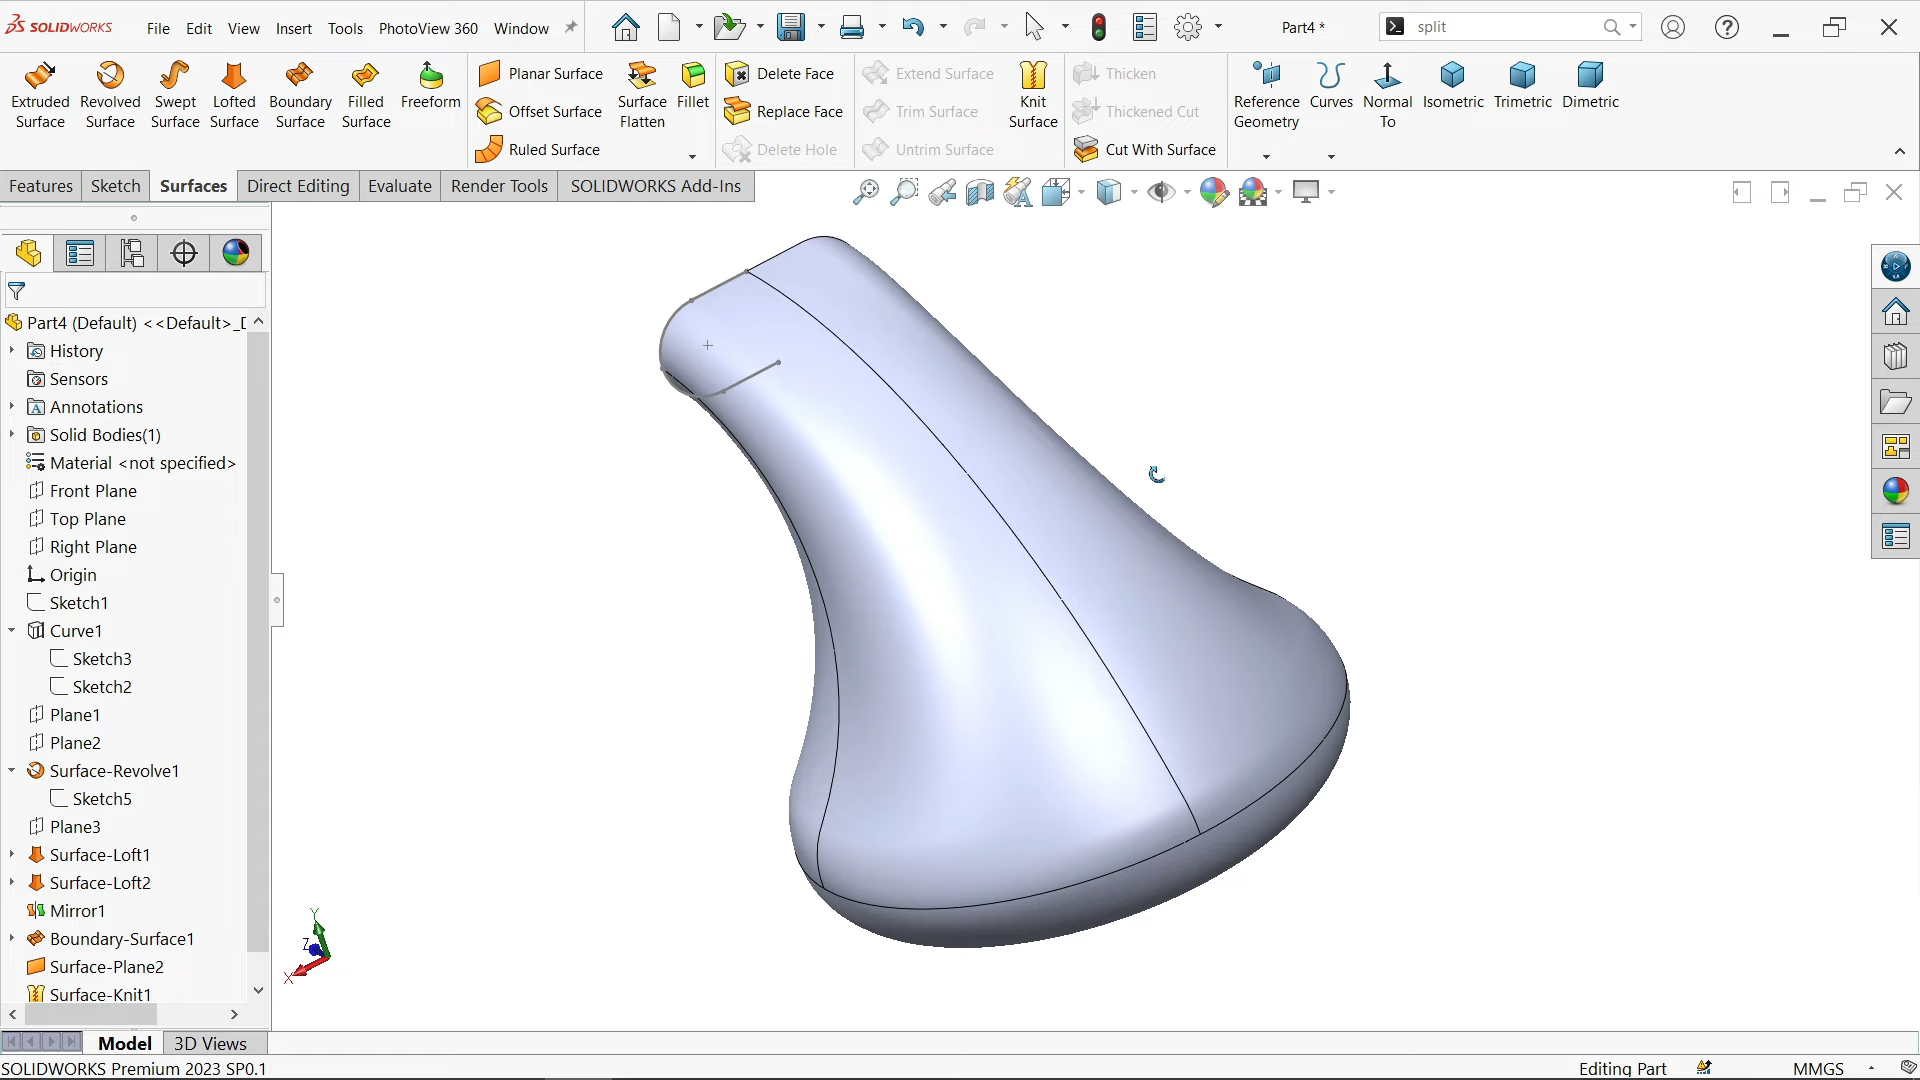 SOLIDWORKS File Edit View Insert Tools PhotoView 360 Window Part4 * split
Extruded Surface
Revolved Surface
Swept Surface
Lofted Surface
Boundary Surface
Filled Surface
Freeform
Planar Surface
Offset Surface
Ruled Surface
Surface Flatten
Fillet
Delete Face
Replace Face
Delete Hole
Extend Surface
Trim Surface
Untrim Surface
Knit Surface
Thicken
Thickened Cut
Cut With Surface
Reference Geometry
Curves
Normal To
Isometric
Trimetric
Dimetric
Features Sketch Surfaces Direct Editing Evaluate Render Tools SOLIDWORKS Add-Ins
Part4 (Default) <<Default>_D
History
Sensors
Annotations
Solid Bodies(1)
Material <not specified>
Front Plane
Top Plane
Right Plane
Origin
Sketch1
Curve1
Sketch3
Sketch2
Plane1
Plane2
Surface-Revolve1
Sketch5
Plane3
Surface-Loft1
Surface-Loft2
Mirror1
Boundary-Surface1
Surface-Plane2
Surface-Knit1
Y
Z
X
Model 3D Views
SOLIDWORKS Premium 2023 SP0.1 Editing Part MMGS